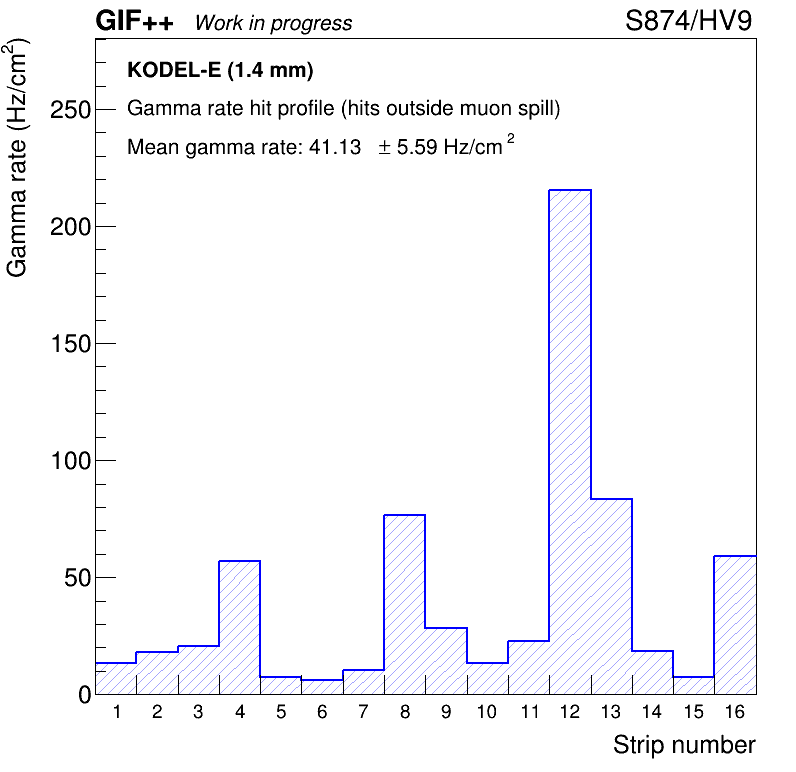 GIF++ Work in progress S874/HV9
KODEL-E (1.4 mm)
Gamma rate hit profile (hits outside muon spill)
Mean gamma rate: 41.13 ± 5.59 Hz/cm²
Gamma rate (Hz/cm²)
250
200
150
100
50
0
1 2 3 4 5 6 7 8 9 10 11 12 13 14 15 16
Strip number